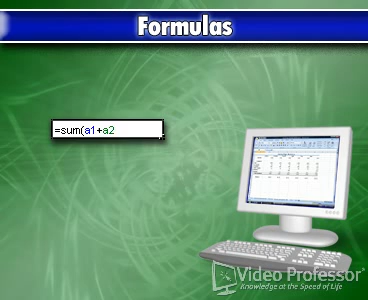 Formulas
=sum(a1+a2
Video Professor
Knowledge at the Speed of Life